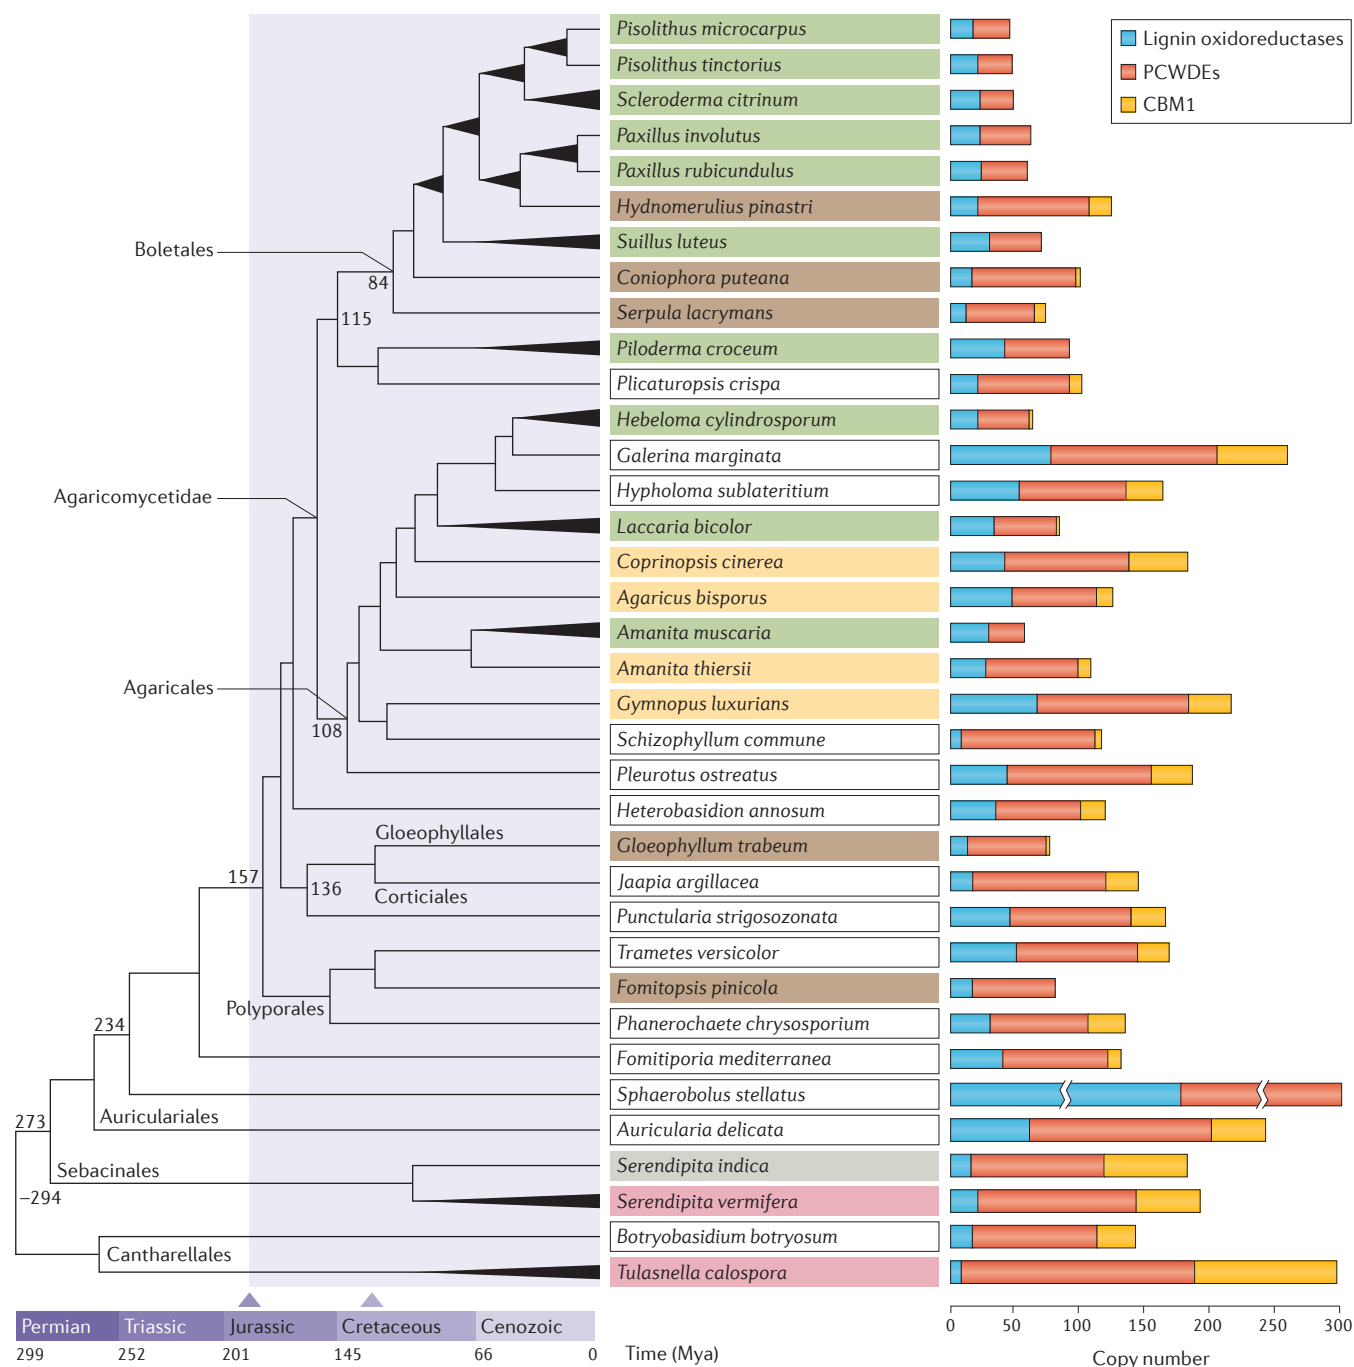 Pisolithus microcarpus
Pisolithus tinctorius
Scleroderma citrinum
Paxillus involutus
Paxillus rubicundulus
Hydnomerulius pinastri
Suillus luteus
Coniophora puteana
Serpula lacrymans
Piloderma croceum
Plicaturopsis crispa
Hebeloma cylindrosporum
Galerina marginata
Hypholoma sublateritium
Laccaria bicolor
Coprinopsis cinerea
Agaricus bisporus
Amanita muscaria
Amanita thiersii
Gymnopus luxurians
Schizophyllum commune
Pleurotus ostreatus
Heterobasidion annosum
Gloeophyllum trabeum
Jaapia argillacea
Punctularia strigosozonata
Trametes versicolor
Fomitopsis pinicola
Phanerochaete chrysosporium
Fomitiporia mediterranea
Sphaerobolus stellatus
Auricularia delicata
Serendipita indica
Serendipita vermifera
Botryobasidium botryosum
Tulasnella calospora
Lignin oxidoreductases
PCWDEs
CBM1
Boletales
84
115
Agaricomycetidae
Agaricales
108
Gloeophyllales
157
136
Corticiales
Polyporales
234
Auriculariales
273
Sebacinales
–294
Cantharellales
Permian Triassic Jurassic Cretaceous Cenozoic
299 252 201 145 66 0 Time (Mya)
0 50 100 150 200 250 300
Copy number